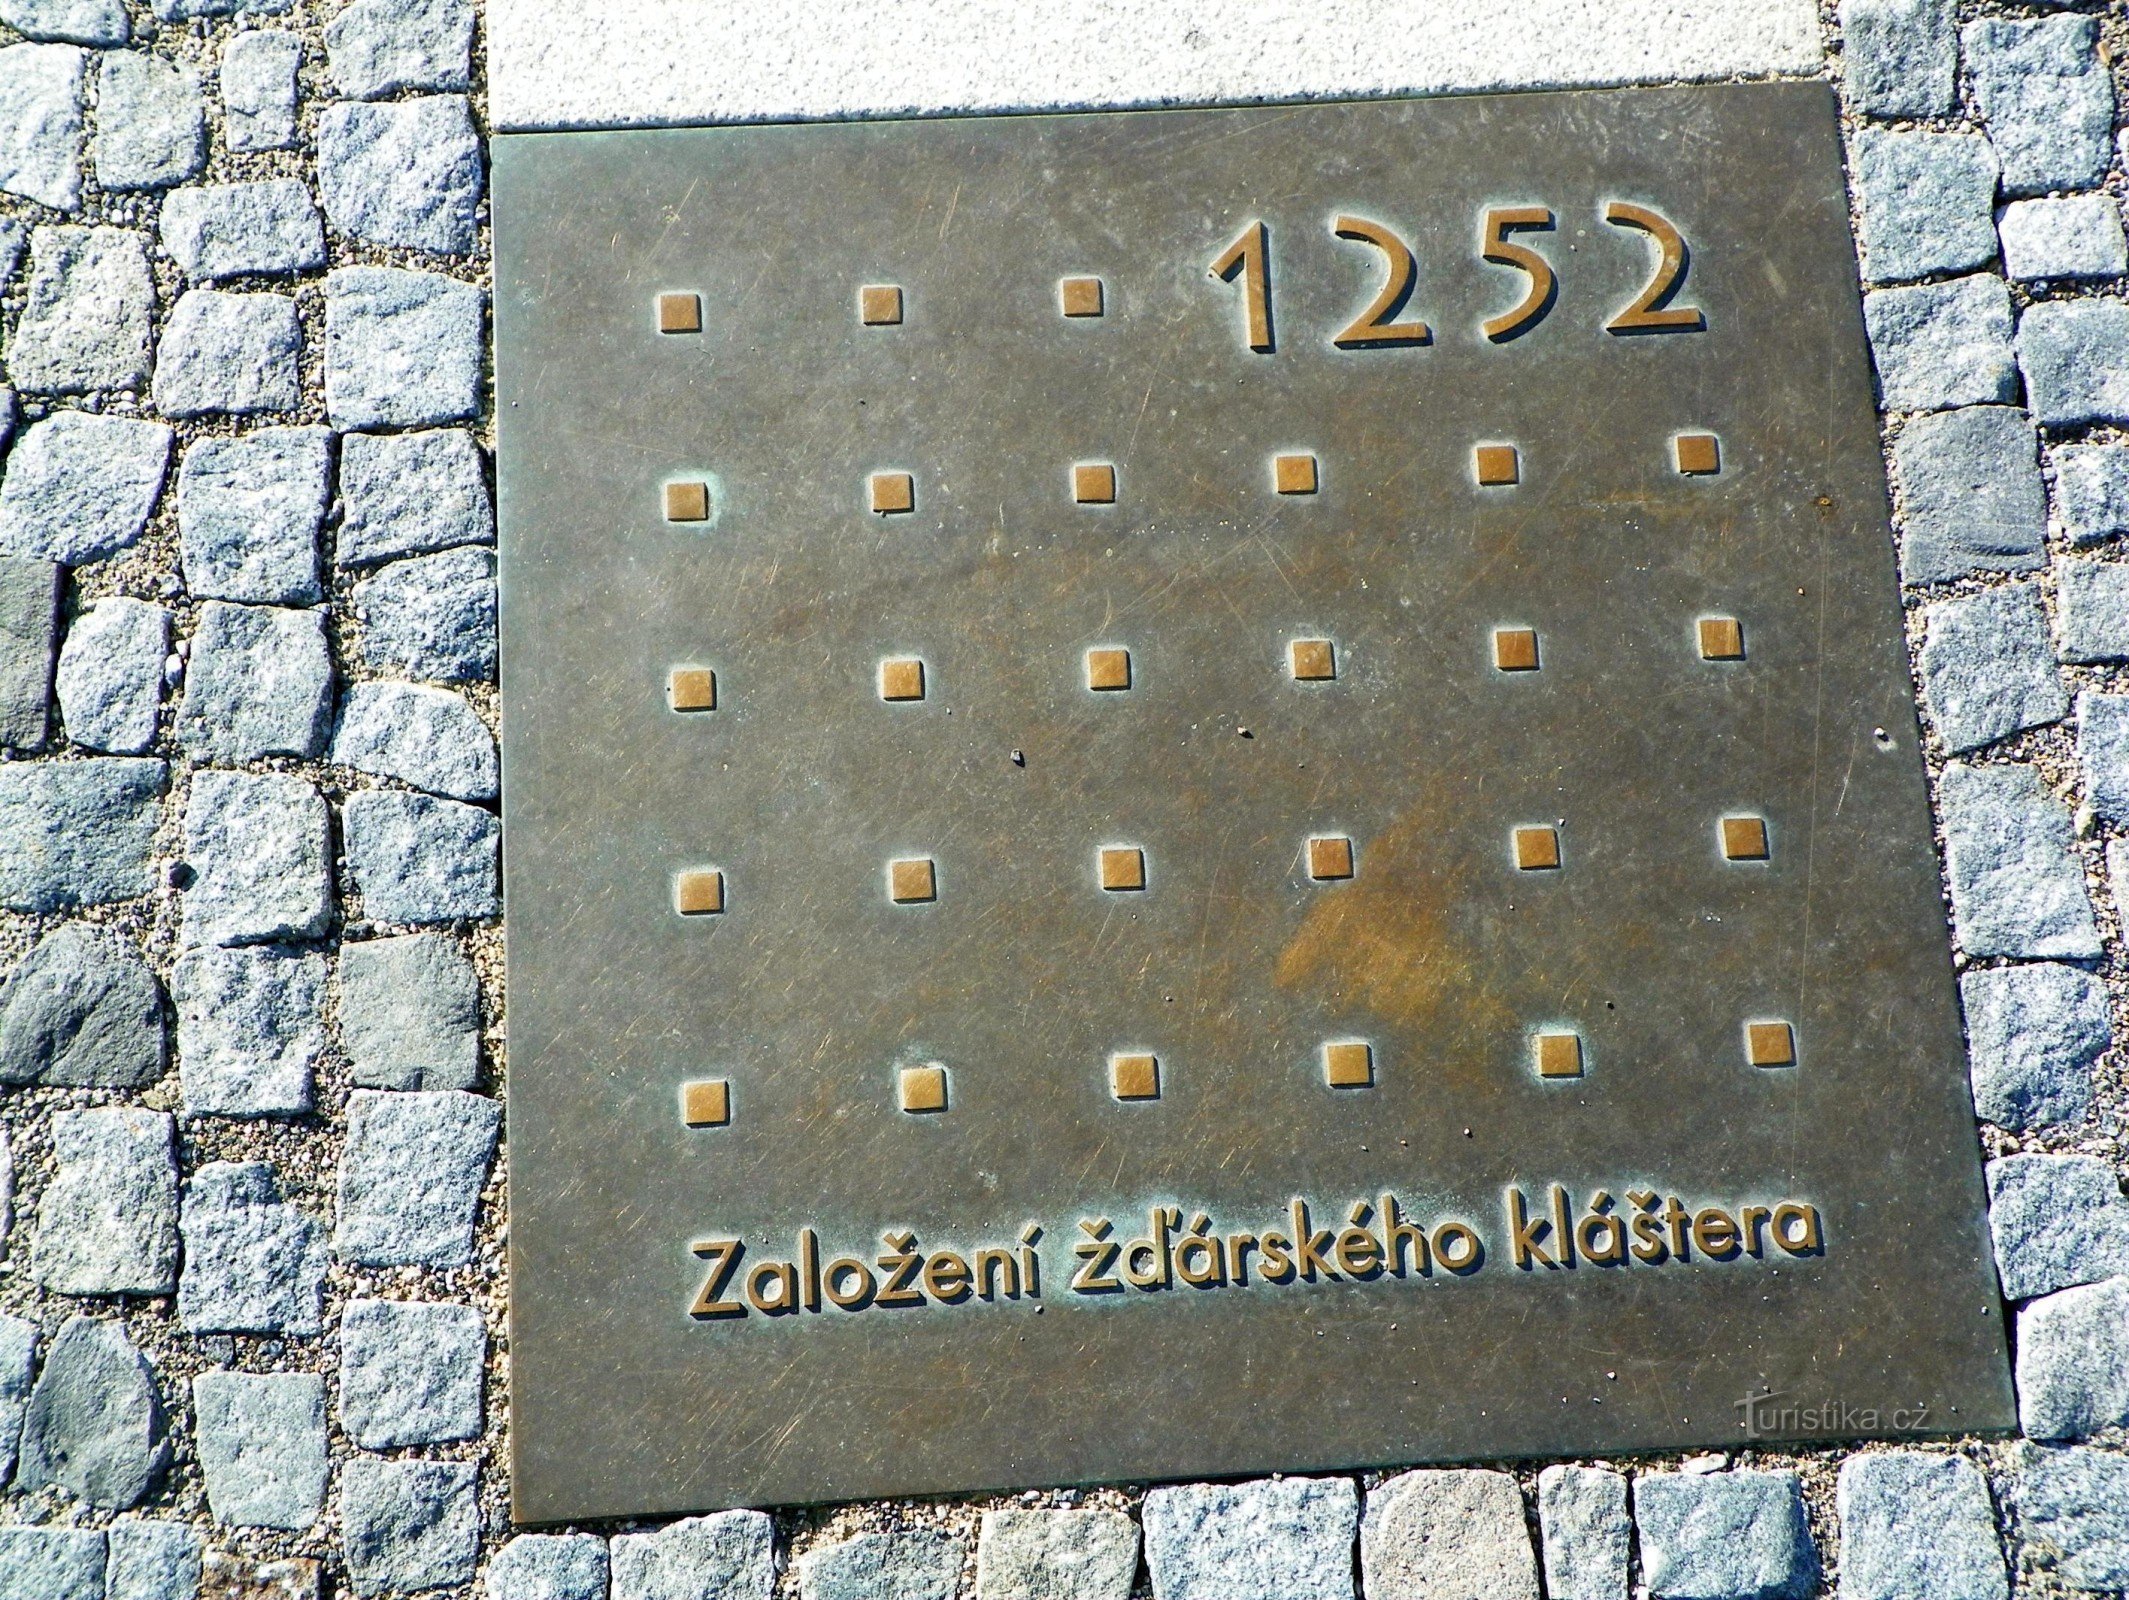 1252
Založení žďárského kláštera
Turistika.cz